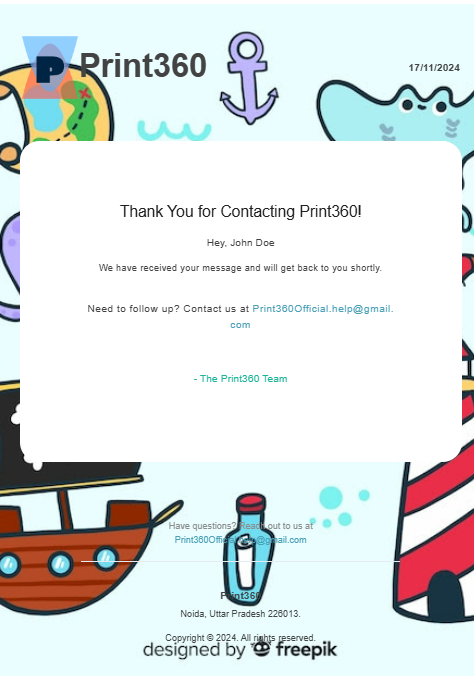 Print360
17/11/2024
Thank You for Contacting Print360!
Hey, John Doe
We have received your message and will get back to you shortly.
Need to follow up? Contact us at Print360Official.help@gmail.
com
- The Print360 Team
Have questions? Reach out to us at
Print360Official.help@gmail.com
Print360
Noida, Uttar Pradesh 226013.
Copyright © 2024. All rights reserved.
designed by freepik